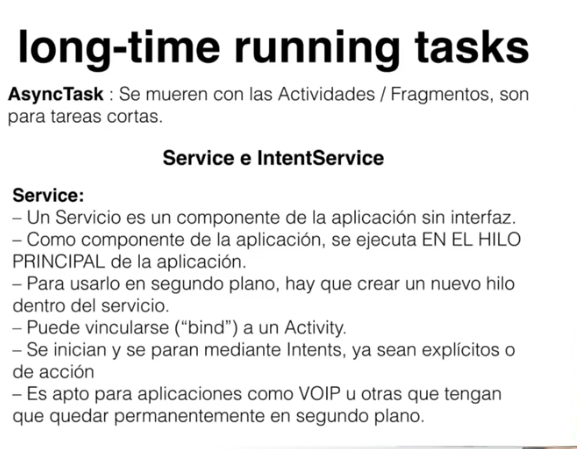 long-time running tasks
AsyncTask : Se mueren con las Actividades / Fragmentos, son
para tareas cortas.
Service e IntentService
Service:
– Un Servicio es un componente de la aplicación sin interfaz.
– Como componente de la aplicación, se ejecuta EN EL HILO
PRINCIPAL de la aplicación.
– Para usarlo en segundo plano, hay que crear un nuevo hilo
dentro del servicio.
– Puede vincularse (“bind”) a un Activity.
– Se inician y se paran mediante Intents, ya sean explícitos o
de acción
– Es apto para aplicaciones como VOIP u otras que tengan
que quedar permanentemente en segundo plano.